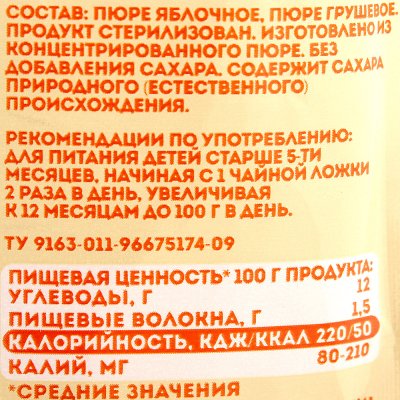 СОСТАВ: ПЮРЕ ЯБЛОЧНОЕ, ПЮРЕ ГРУШЕВОЕ.
ПРОДУКТ СТЕРИЛИЗОВАН. ИЗГОТОВЛЕНО ИЗ
КОНЦЕНТРИРОВАННОГО ПЮРЕ. БЕЗ
ДОБАВЛЕНИЯ САХАРА. СОДЕРЖИТ САХАРА
ПРИРОДНОГО (ЕСТЕСТВЕННОГО)
ПРОИСХОЖДЕНИЯ.
РЕКОМЕНДАЦИИ ПО УПОТРЕБЛЕНИЮ:
ДЛЯ ПИТАНИЯ ДЕТЕЙ СТАРШЕ 5-ТИ
МЕСЯЦЕВ, НАЧИНАЯ С 1 ЧАЙНОЙ ЛОЖКИ
2 РАЗА В ДЕНЬ, УВЕЛИЧИВАЯ
К 12 МЕСЯЦАМ ДО 100 Г В ДЕНЬ.
ТУ 9163-011-96675174-09
ПИЩЕВАЯ ЦЕННОСТЬ* 100 Г ПРОДУКТА:
УГЛЕВОДЫ, Г 12
ПИЩЕВЫЕ ВОЛОКНА, Г 1,5
КАЛОРИЙНОСТЬ, КДЖ/ККАЛ 220/50
КАЛИЙ, МГ 80-210
*СРЕДНИЕ ЗНАЧЕНИЯ